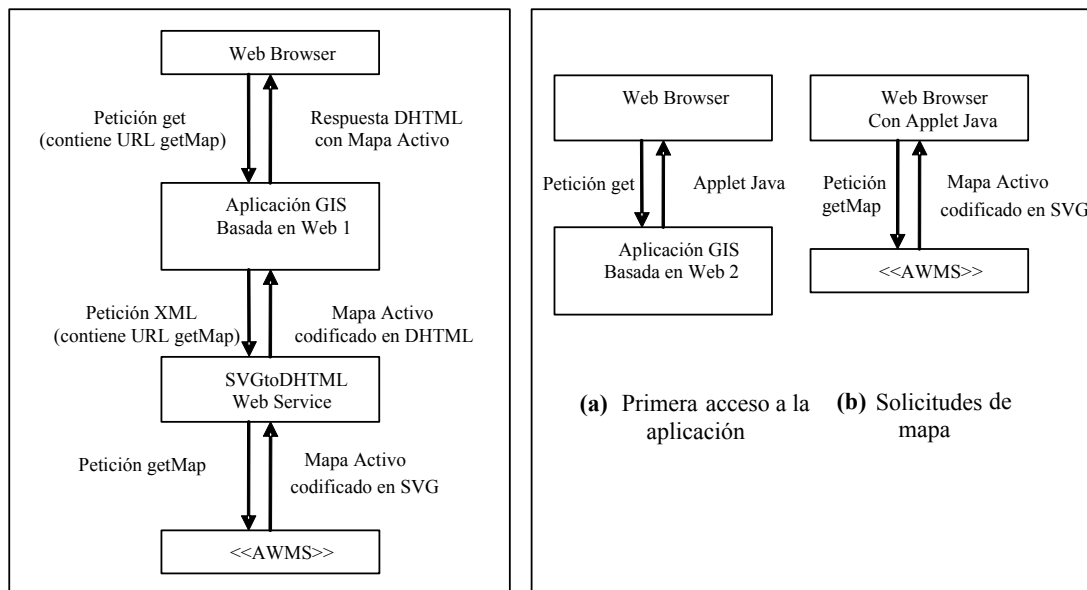 Web Browser
Petición get
(contiene URL getMap)
Respuesta DHTML
con Mapa Activo
Aplicación GIS
Basada en Web 1
Petición XML
(contiene URL getMap)
Mapa Activo
codificado en DHTML
SVGtoDHTML
Web Service
Petición getMap
Mapa Activo
codificado en SVG
<<AWMS>>
Web Browser
Petición get
Applet Java
Aplicación GIS
Basada en Web 2
(a) Primera acceso a la
aplicación
Web Browser
Con Applet Java
Petición
getMap
Mapa Activo
codificado en SVG
<<AWMS>>
(b) Solicitudes de
mapa